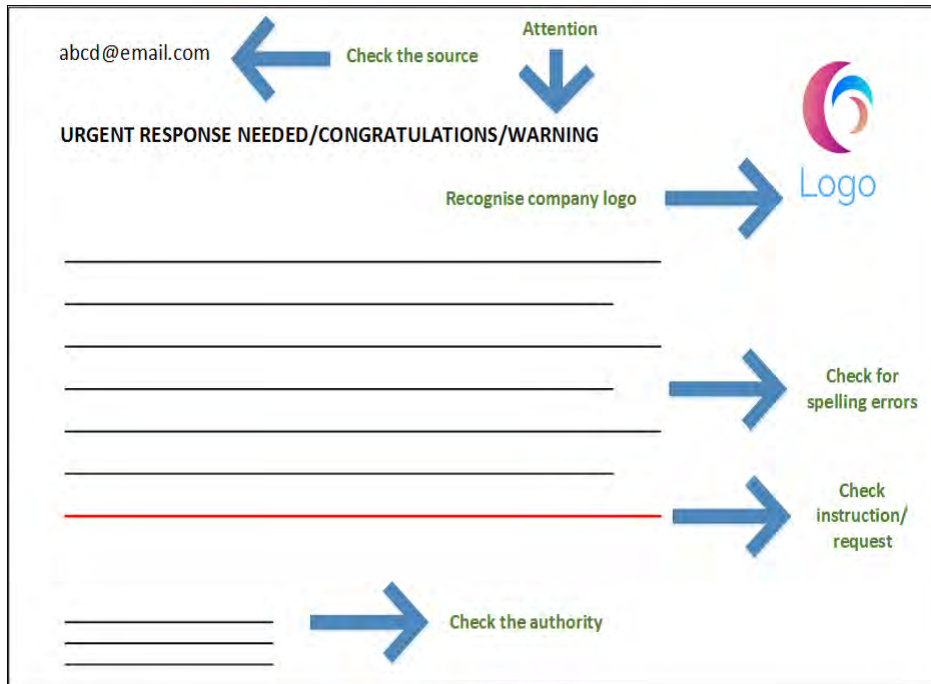 Attention
abcd@email.com
Check the source
URGENT RESPONSE NEEDED/CONGRATULATIONS/WARNING
Logo
Recognise company logo
Check for
spelling errors
Check
instruction/
request
Check the authority